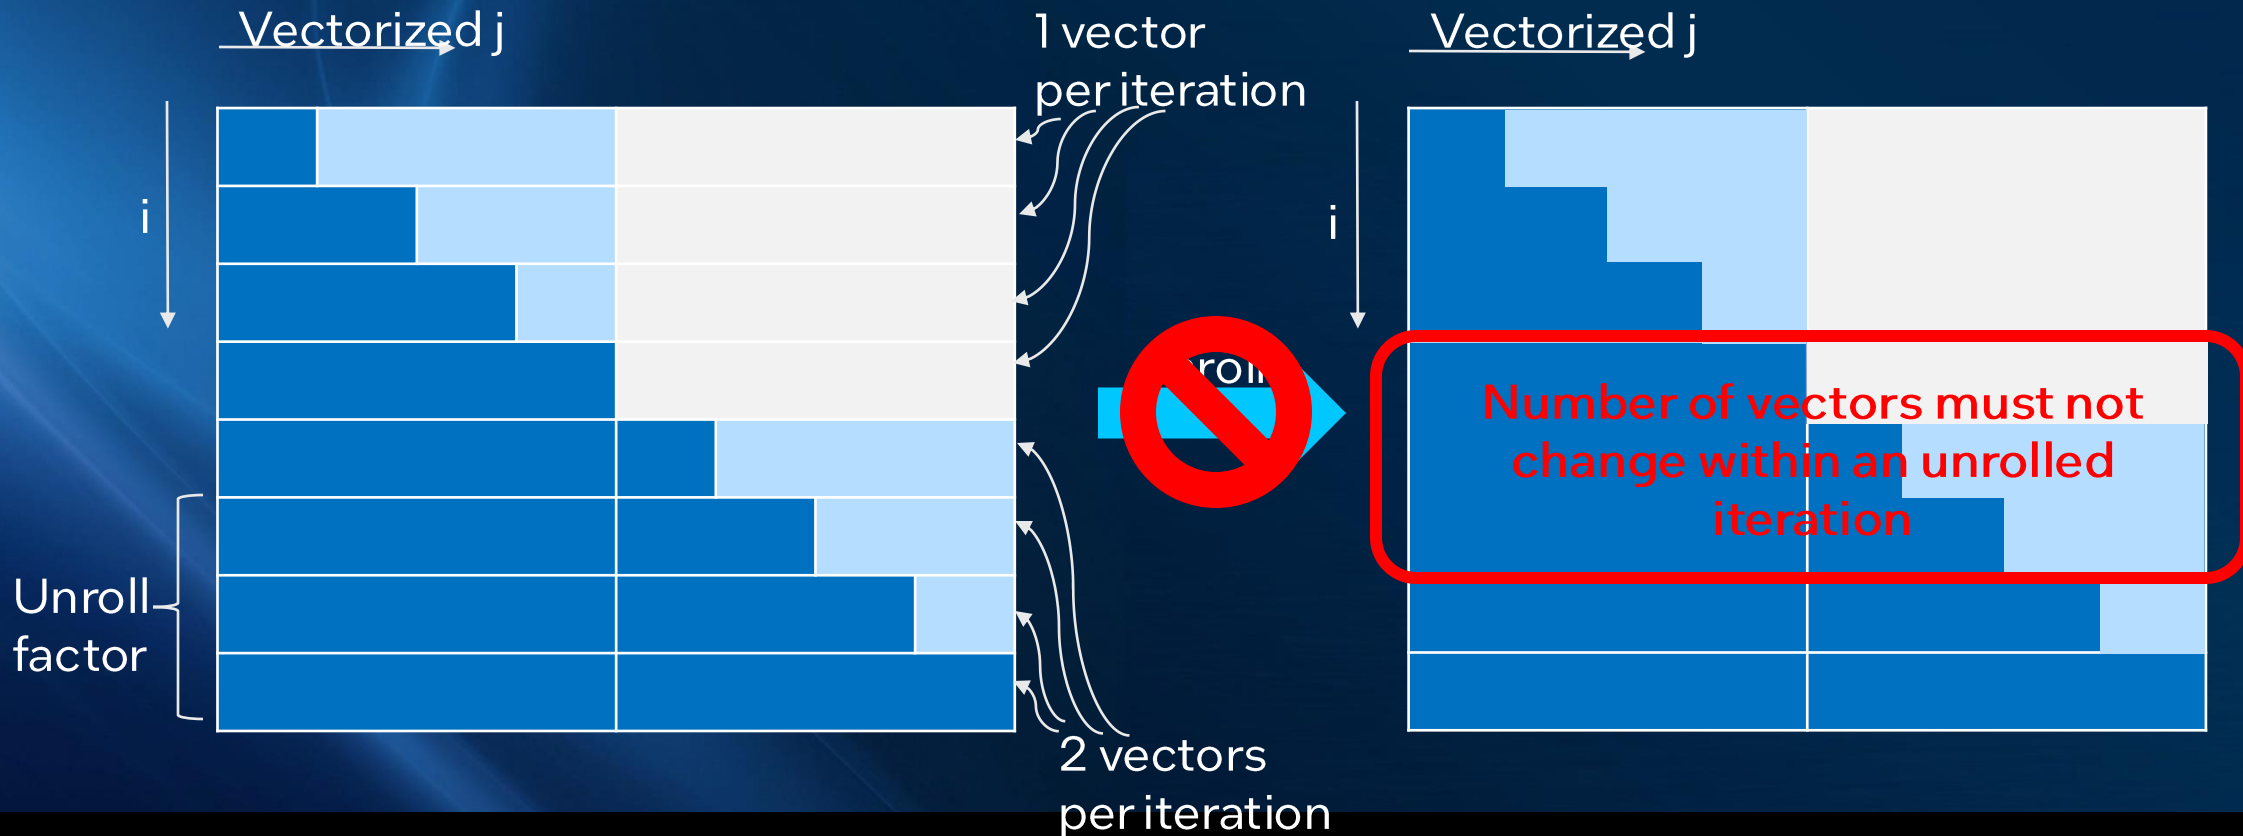 Vectorized j
1 vector
per iteration
Vectorized j
i
i
Number of vectors must not
change within an unrolled
iteration
Unroll
factor
2 vectors
per iteration